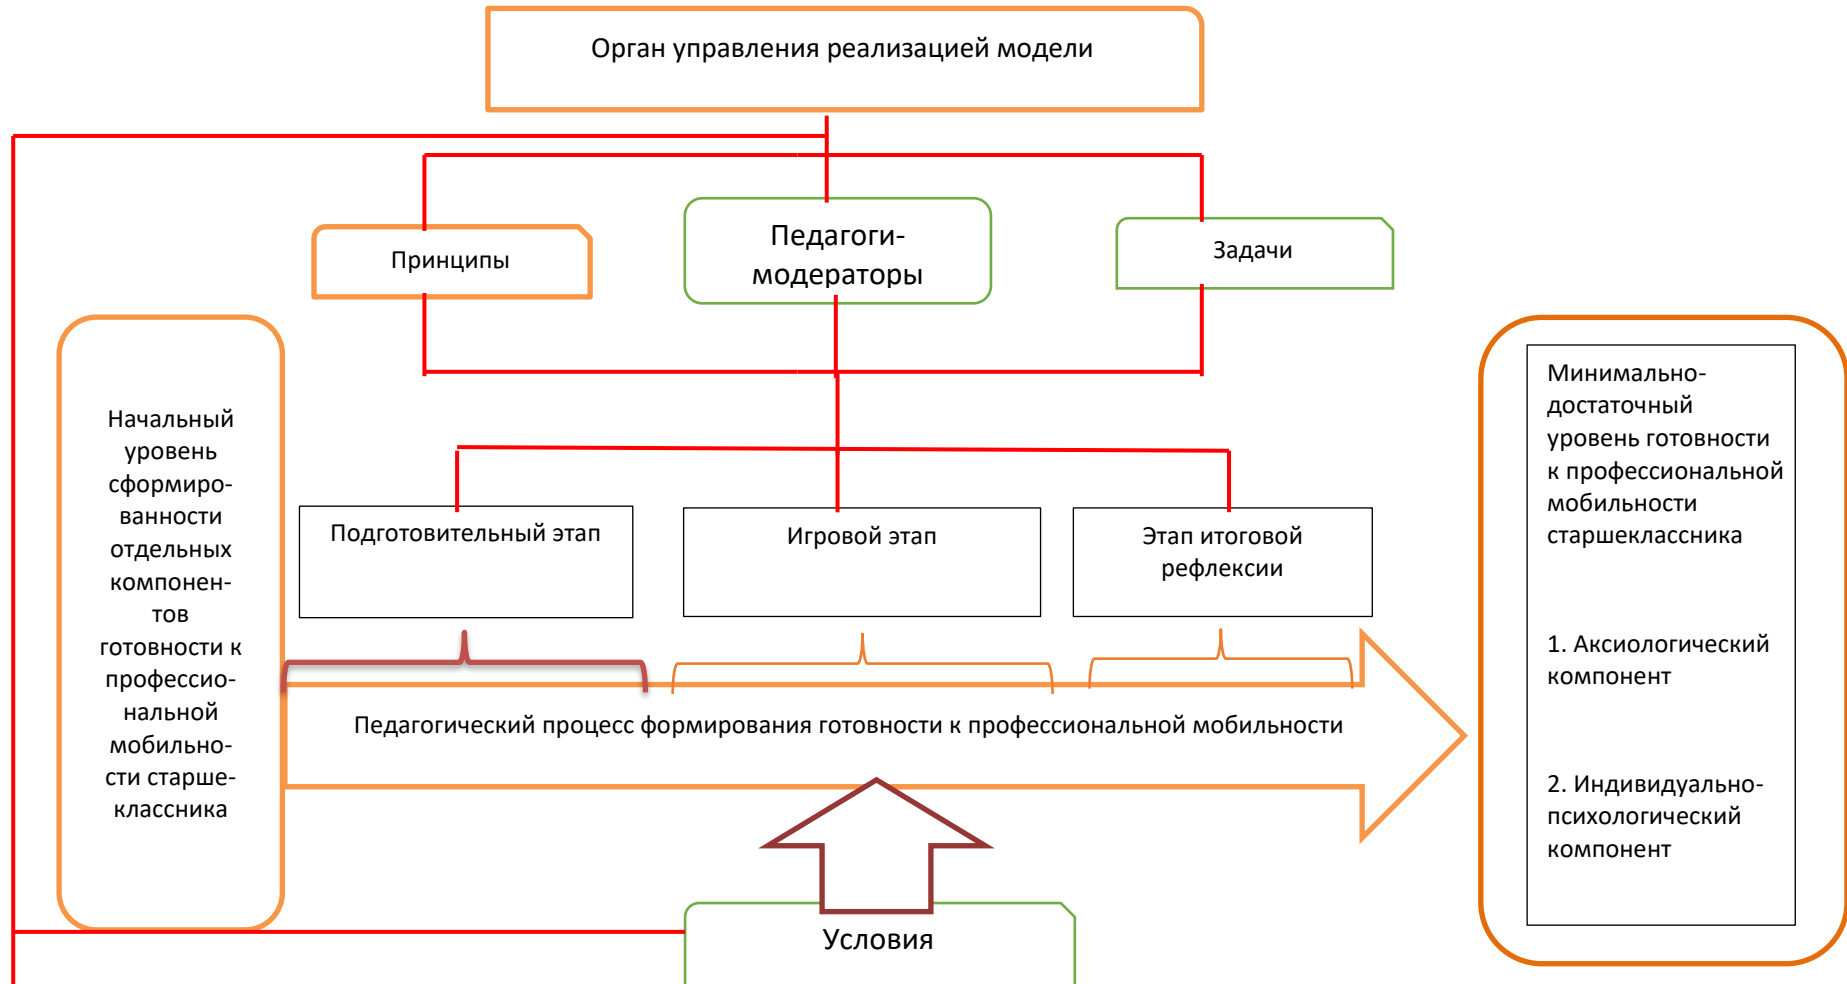 Орган управления реализацией модели
Принципы
Педагоги-
модераторы
Задачи
Начальный
уровень
сформиро-
ванности
отдельных
компонен-
тов
готовности к
профессио-
нальной
мобильно-
сти старше-
классника
Подготовительный этап
Игровой этап
Этап итоговой
рефлексии
Педагогический процесс формирования готовности к профессиональной мобильности
Условия
Минимально-
достаточный
уровень готовности
к профессиональной
мобильности
старшеклассника
1. Аксиологический
компонент
2. Индивидуально-
психологический
компонент